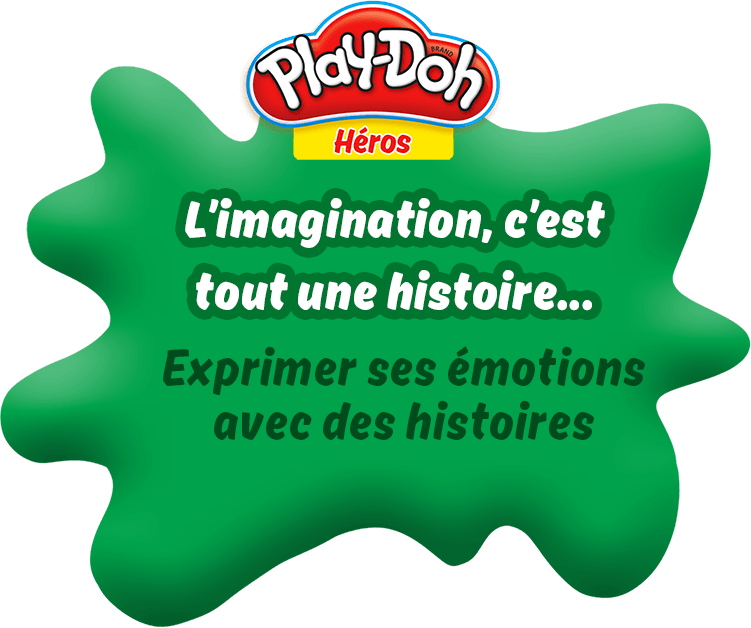 Play-Doh
BRAND
Héros
L'imagination, c'est
tout une histoire...
Exprimer ses émotions
avec des histoires